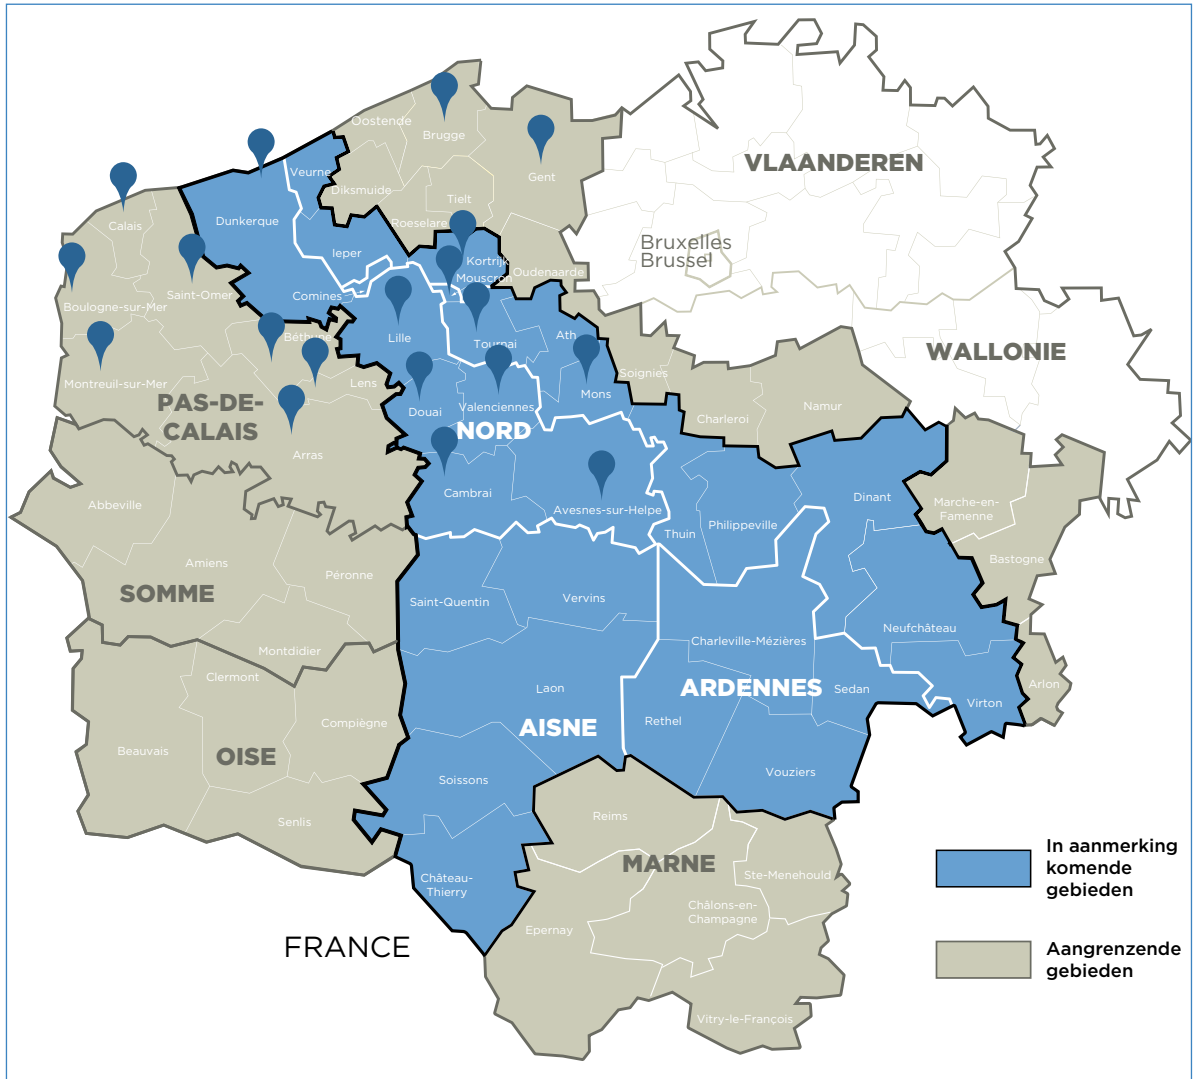 VLAANDEREN
Oostende
Brugge
Veurne
Diksmuide
Gent
Tielt
Calais
Dunkerque
Roeselare
Ieper
Kortrijk
Bruxelles
Brussel
Mouscron
Oudenaarde
Boulogne-sur-Mer
Saint-Omer
Comines
Béthune
Lille
Tournai
Ath
WALLONIE
Montreuil-sur-Mer
Lens
Soignies
PAS-DE-
CALAIS
Douai
Valenciennes
Mons
Charleroi
Namur
NORD
Arras
Abbeville
Cambrai
Avesnes-sur-Helpe
Thuin
Philippeville
Dinant
Marche-en-
Famenne
Bastogne
Amiens
Péronne
SOMME
Saint-Quentin
Vervins
Neufchâteau
Montdidier
Charleville-Mézières
Clermont
Laon
ARDENNES
Sedan
Arlon
Virton
Compiègne
Rethel
AISNE
Beauvais
OISE
Soissons
Vouziers
Senlis
Reims
MARNE
Château-
Thierry
Ste-Menehould
Châlons-en-
Champagne
Epernay
FRANCE
Vitry-le-François
In aanmerking
komende
gebieden
Aangrenzende
gebieden